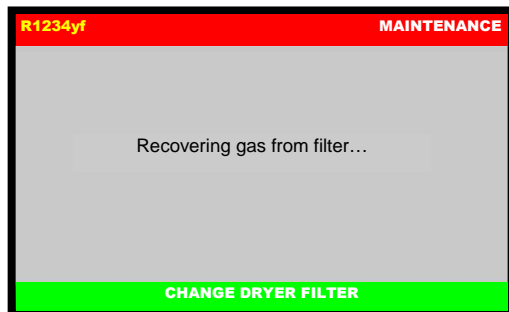 R1234yf MAINTENANCE
Recovering gas from filter…
CHANGE DRYER FILTER